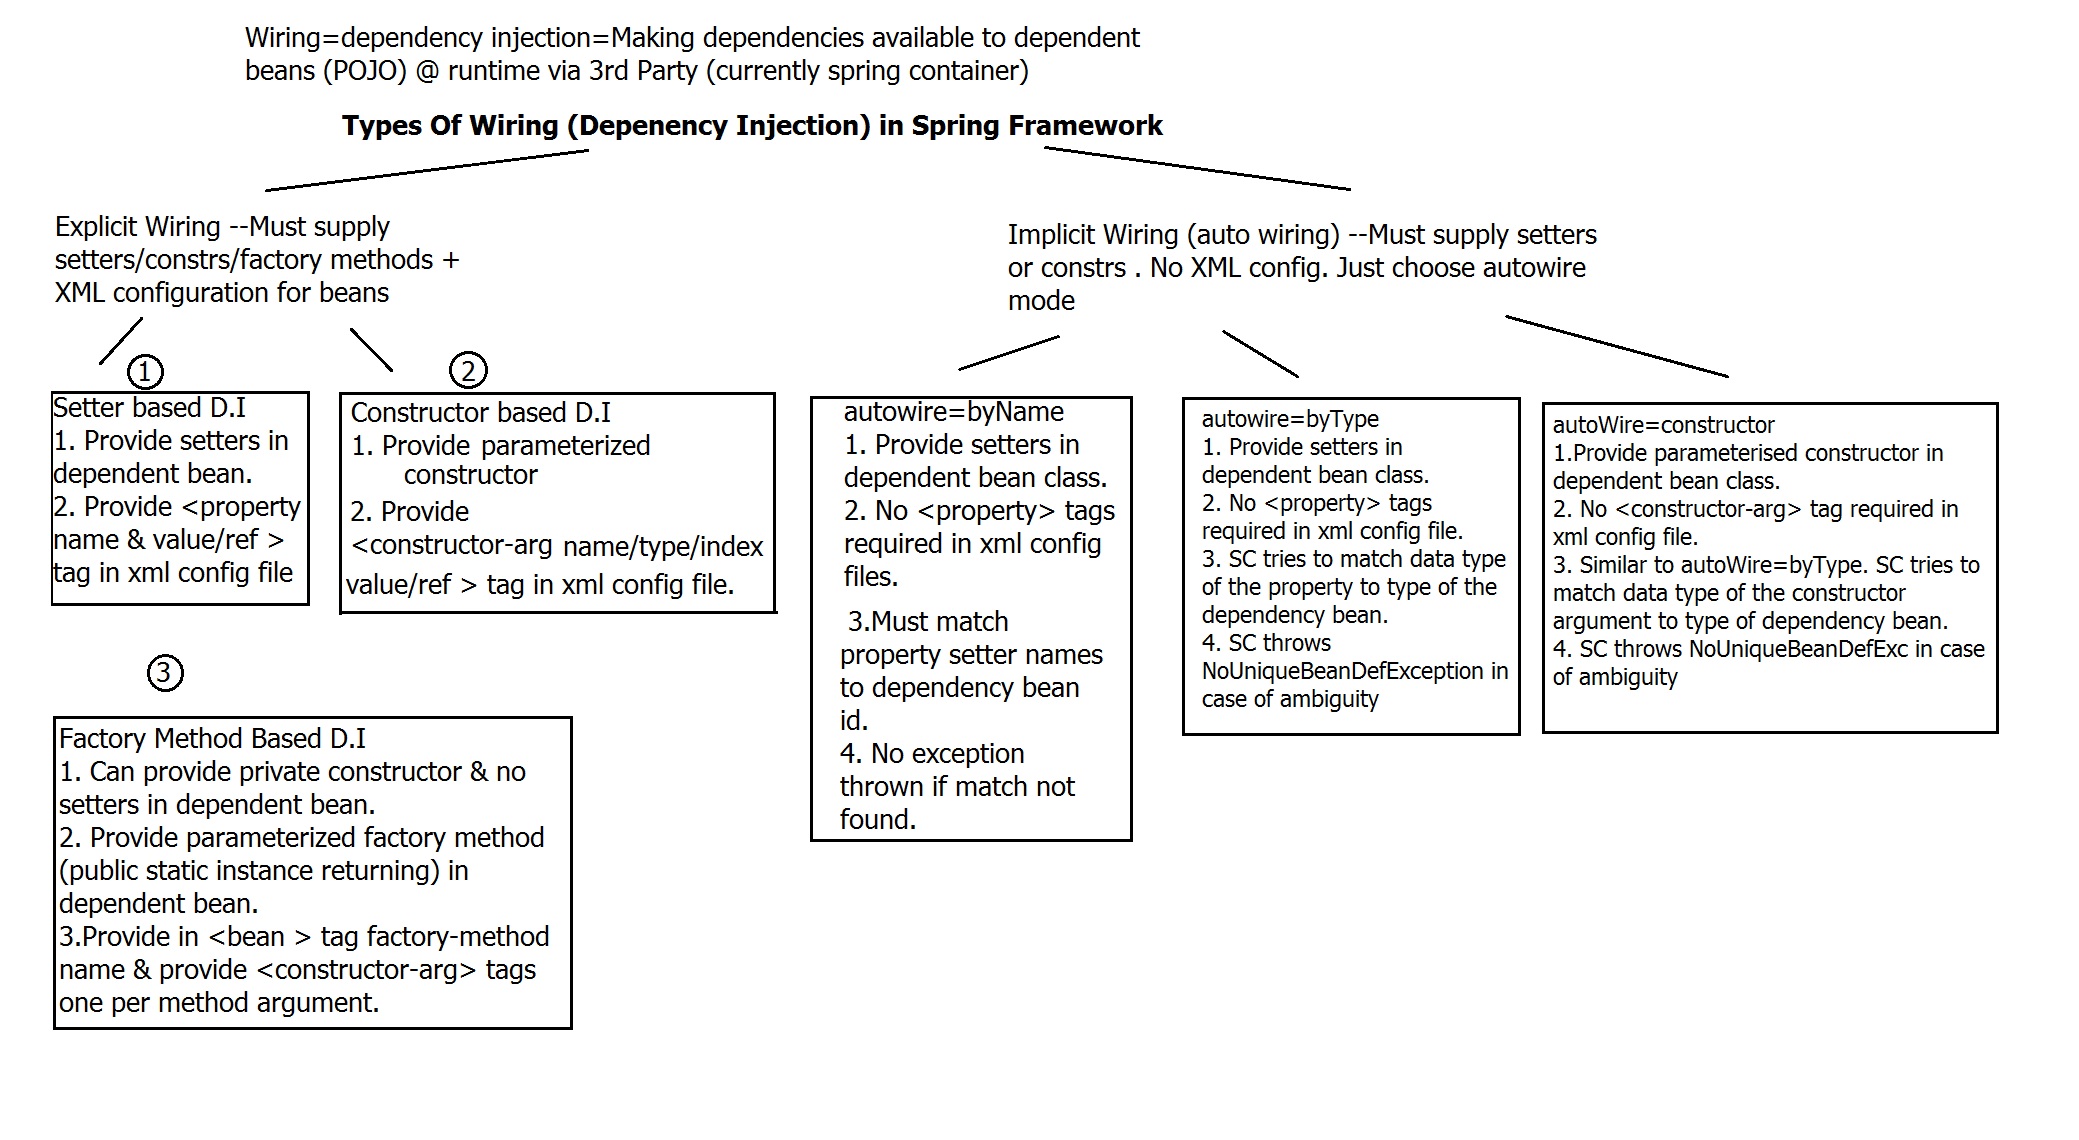 Wiring=dependency injection=Making dependencies available to dependent
beans (POJO) @ runtime via 3rd Party (currently spring container)
Types Of Wiring (Depenency Injection) in Spring Framework
Explicit Wiring --Must supply
setters/constrs/factory methods +
XML configuration for beans
Implicit Wiring (auto wiring) --Must supply setters
or constrs . No XML config. Just choose autowire
mode
1
Setter based D.I
1. Provide setters in
dependent bean.
2. Provide <property
name & value/ref >
tag in xml config file
2
Constructor based D.I
1. Provide parameterized
constructor
2. Provide
<constructor-arg name/type/index
value/ref > tag in xml config file.
3
Factory Method Based D.I
1. Can provide private constructor & no
setters in dependent bean.
2. Provide parameterized factory method
(public static instance returning) in
dependent bean.
3.Provide in <bean > tag factory-method
name & provide <constructor-arg> tags
one per method argument.
autowire=byName
1. Provide setters in
dependent bean class.
2. No <property> tags
required in xml config
files.
3.Must match
property setter names
to dependency bean
id.
4. No exception
thrown if match not
found.
autowire=byType
1. Provide setters in
dependent bean class.
2. No <property> tags
required in xml config file.
3. SC tries to match data type
of the property to type of the
dependency bean.
4. SC throws
NoUniqueBeanDefException in
case of ambiguity
autoWire=constructor
1.Provide parameterised constructor in
dependent bean class.
2. No <constructor-arg> tag required in
xml config file.
3. Similar to autoWire=byType. SC tries to
match data type of the constructor
argument to type of dependency bean.
4. SC throws NoUniqueBeanDefExc in case
of ambiguity